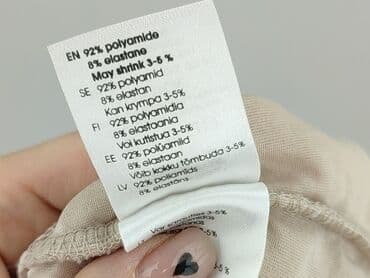 EN 92% polyamide
8% elastane
May shrink 3-5 %
SE 92% polyamid
8% elastan
Kan krympa 3-5%
FI 92% polyamidia
8% elastaania
Voi kutistua 3-5%
EE 92% polüamiid
8% elastaan
Võib kokku tõmbuda 3-5%
LV 92% poliamīds
8% elastāns
3-5%